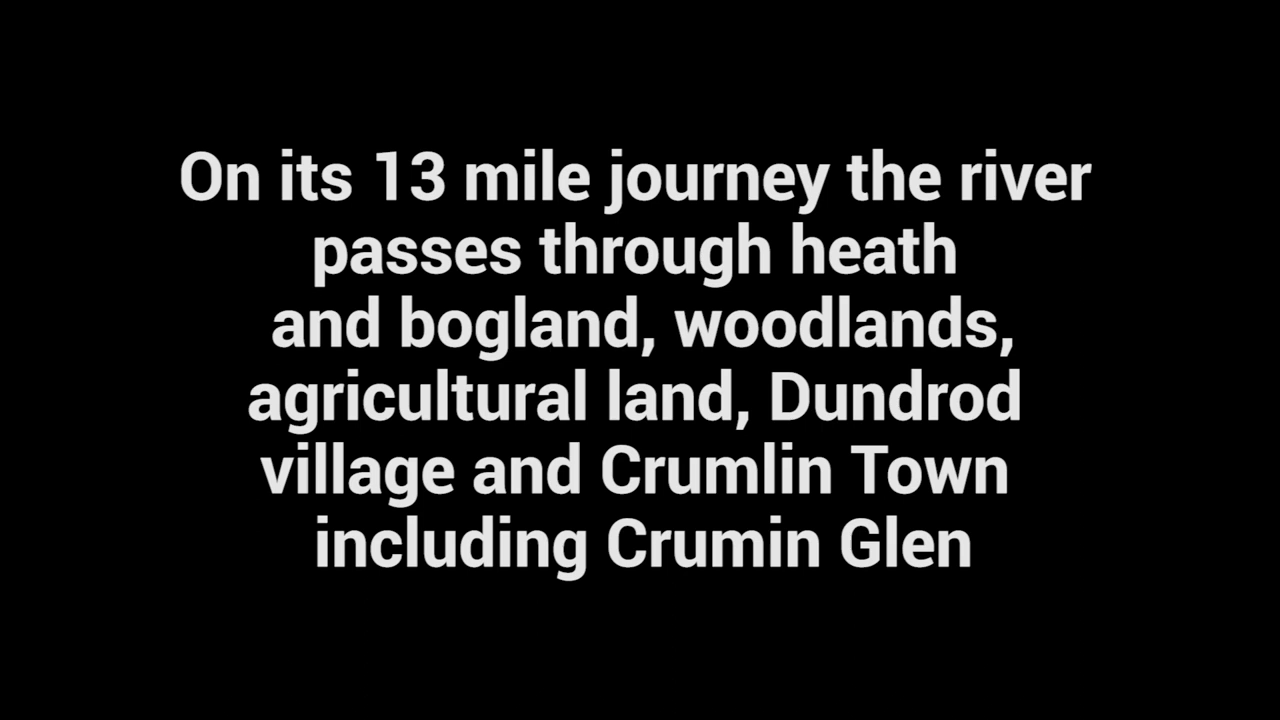 On its 13 mile journey the river
passes through heath
and bogland, woodlands,
agricultural land, Dundrod
village and Crumlin Town
including Crumin Glen